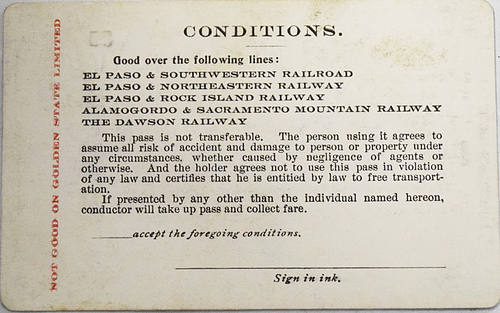 NOT GOOD ON GOLDEN STATE LIMITED
CONDITIONS.
Good over the following lines:
EL PASO & SOUTHWESTERN RAILROAD
EL PASO & NORTHEASTERN RAILWAY
EL PASO & ROCK ISLAND RAILWAY
ALAMOGORDO & SACRAMENTO MOUNTAIN RAILWAY
THE DAWSON RAILWAY
This pass is not transferable. The person using it agrees to
assume all risk of accident and damage to person or property under
any circumstances, whether caused by negligence of agents or
otherwise. And the holder agrees not to use this pass in violation
of any law and certifies that he is entitled by law to free transport-
ation.
If presented by any other than the individual named hereon,
conductor will take up pass and collect fare.
______accept the foregoing conditions.
Sign in ink.